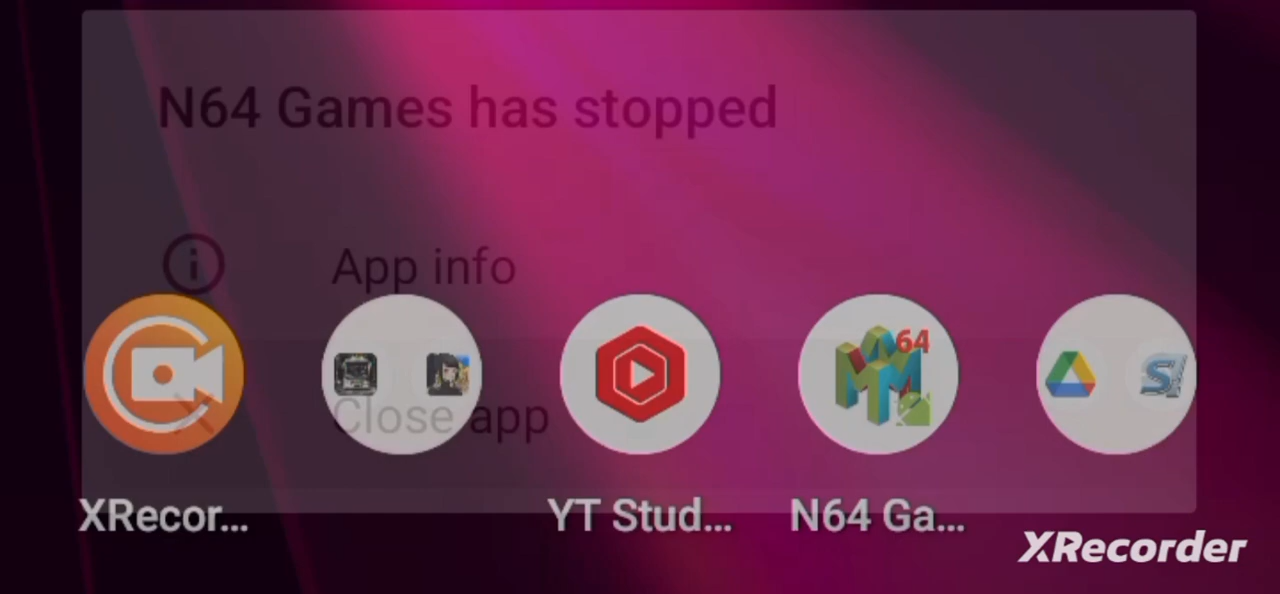 N64 Games has stopped
App info
Close app
64
XRecor...
YT Stud...
N64 Ga...
XRecorder